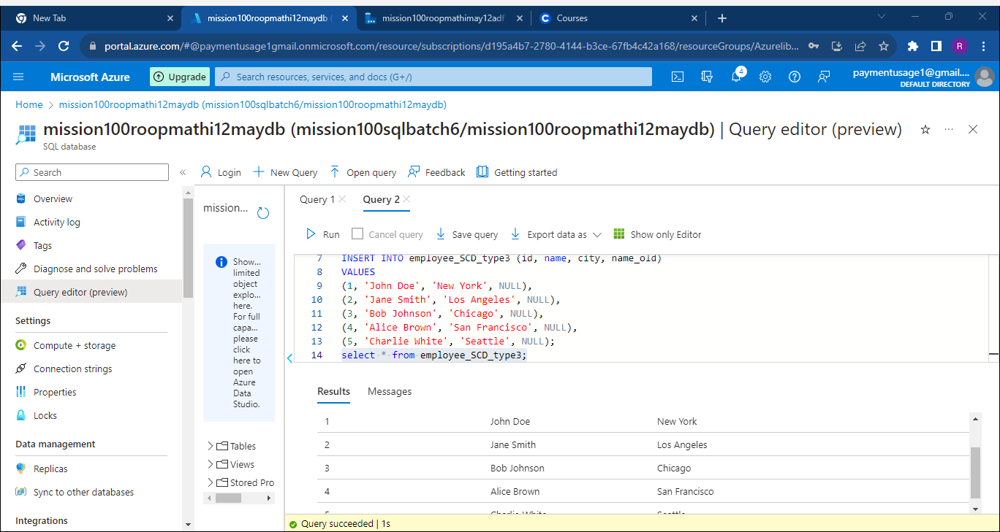 New Tab
mission100roopmathi12maydb (
mission100roopmathimay12adf
Courses
portal.azure.com/#@paymentusage1gmail.onmicrosoft.com/resource/subscriptions/d195a4b7-2780-4144-b3ce-67fb4c42a168/resourceGroups/Azurelib...
R
Microsoft Azure
Upgrade
Search resources, services, and docs (G+/)
4
paymentusage1@gmail....
DEFAULT DIRECTORY
Home > mission100roopmathi12maydb (mission100sqlbatch6/mission100roopmathi12maydb)
mission100roopmathi12maydb (mission100sqlbatch6/mission100roopmathi12maydb) | Query editor (preview)
SQL database
Search
Login
New Query
Open query
Feedback
Getting started
Overview
Activity log
Tags
Diagnose and solve problems
Query editor (preview)
Settings
Compute + storage
Connection strings
Properties
Locks
Data management
Replicas
Sync to other databases
Integrations
mission...
Show...
limited
object
explo...
here.
For full
capa...
please
click
here to
open
Azure
Data
Studio.
Tables
Views
Stored Pro
Query 1
Query 2
Run
Cancel query
Save query
Export data as
Show only Editor
7 INSERT INTO employee_SCD_type3 (id, name, city, name_old)
8 VALUES
9 (1, 'John Doe', 'New York', NULL),
10 (2, 'Jane Smith', 'Los Angeles', NULL),
11 (3, 'Bob Johnson', 'Chicago', NULL),
12 (4, 'Alice Brown', 'San Francisco', NULL),
13 (5, 'Charlie White', 'Seattle', NULL);
14 select * from employee_SCD_type3;
Results
Messages
1 John Doe New York
2 Jane Smith Los Angeles
3 Bob Johnson Chicago
4 Alice Brown San Francisco
5 Charlie White Seattle
Query succeeded | 1s